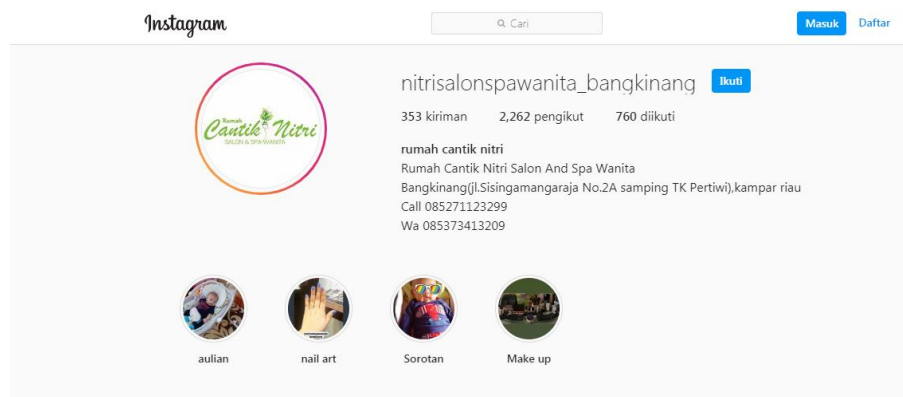 Instagram
Cari
Masuk
Daftar
Rumah
Cantik Nitri
SALON & SPA WANITA
nitrisalonspawanita_bangkinang
Ikuti
353 kiriman 2,262 pengikut 760 diikuti
rumah cantik nitri
Rumah Cantik Nitri Salon And Spa Wanita
Bangkinang(jl.Sisingamangaraja No.2A samping TK Pertiwi),kampar riau
Call 085271123299
Wa 085373413209
aulian
nail art
Sorotan
Make up